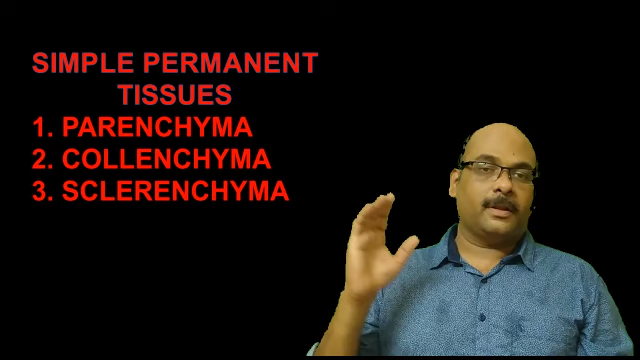 SIMPLE PERMANENT
TISSUES
1. PARENCHYMA
2. COLLENCHYMA
3. SCLERENCHYMA